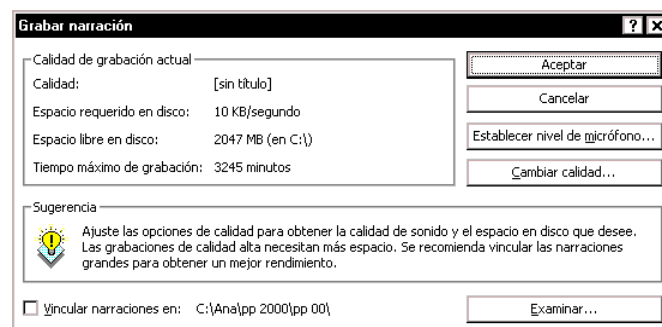 Grabar narración
Calidad de grabación actual
Calidad: [sin título]
Espacio requerido en disco: 10 KB/segundo
Espacio libre en disco: 2047 MB (en C:\)
Tiempo máximo de grabación: 3245 minutos
Aceptar
Cancelar
Establecer nivel de micrófono...
Cambiar calidad...
Sugerencia
Ajuste las opciones de calidad para obtener la calidad de sonido y el espacio en disco que desee.
Las grabaciones de calidad alta necesitan más espacio. Se recomienda vincular las narraciones
grandes para obtener un mejor rendimiento.
Vincular narraciones en: C:\Ana\pp 2000\pp 00\
Examinar...